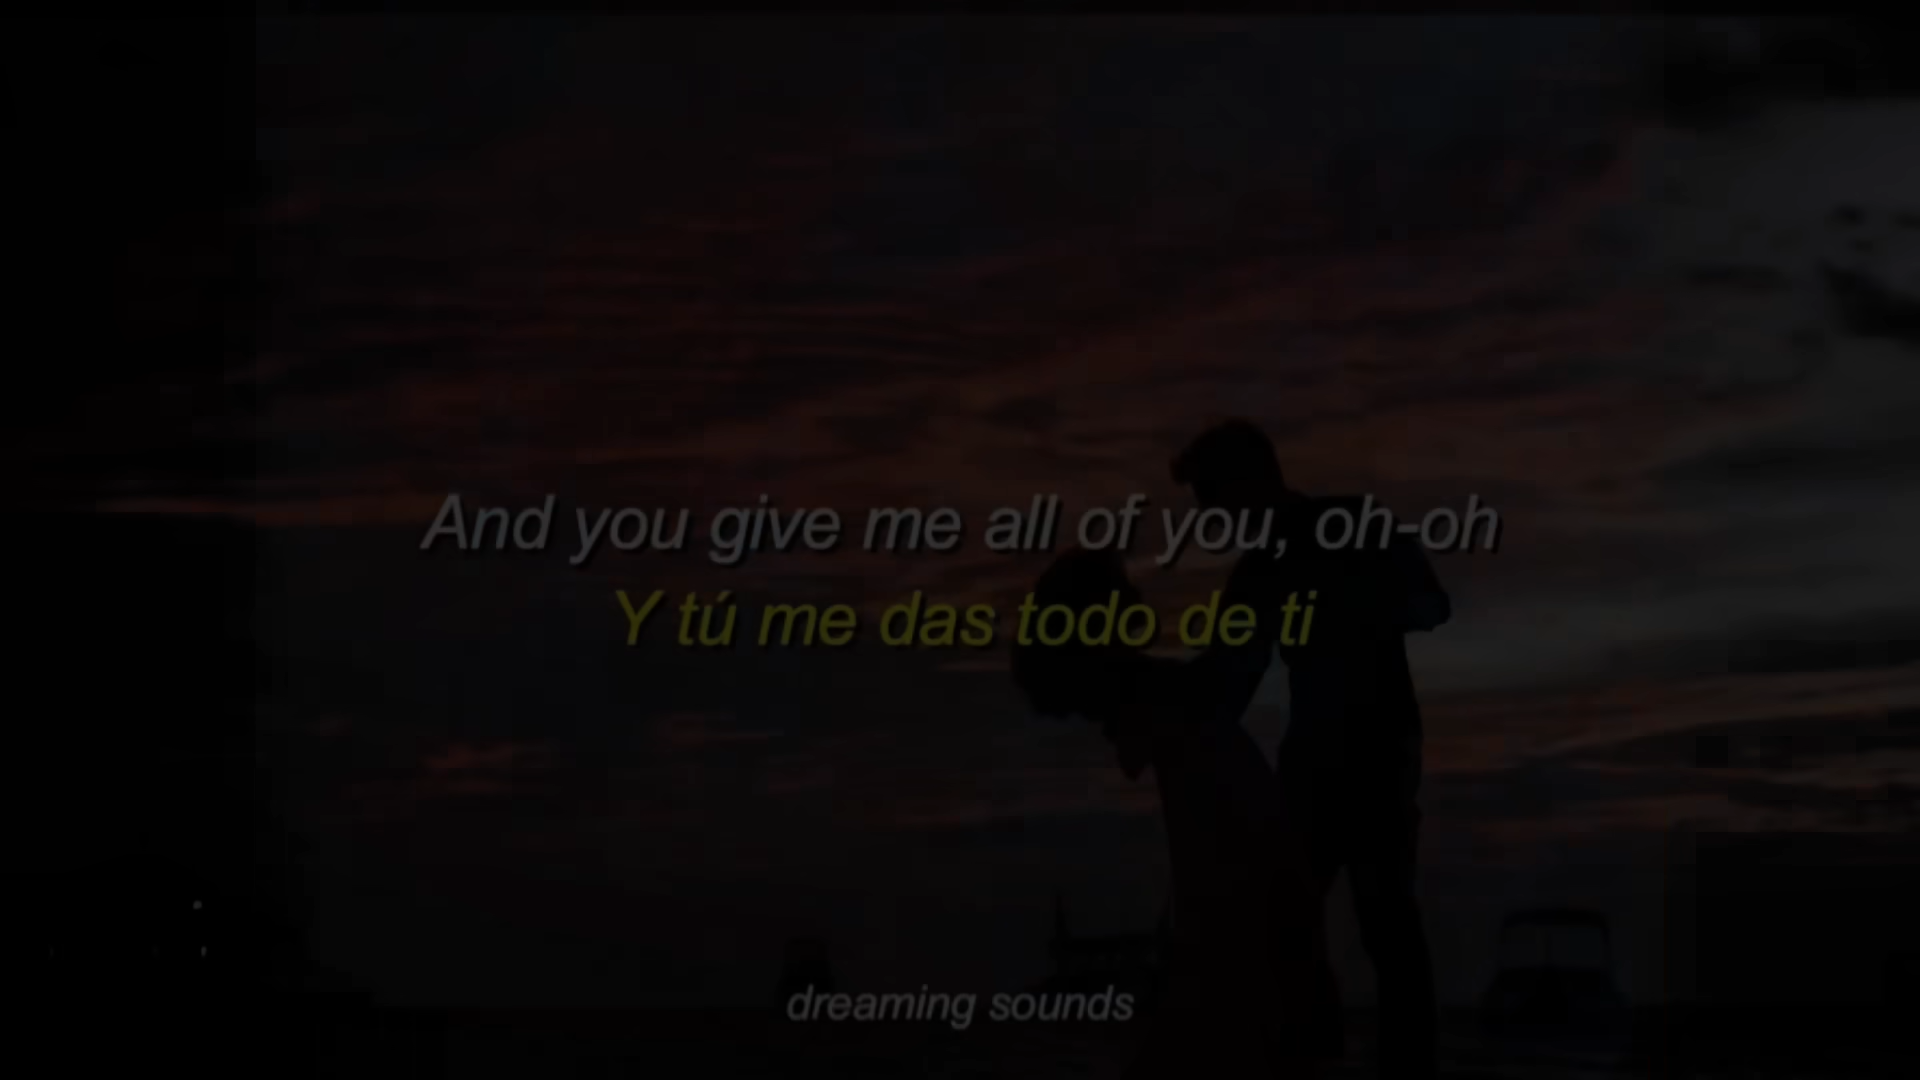 And you give me all of you, oh-oh
Y tú me das todo de ti
dreaming sounds